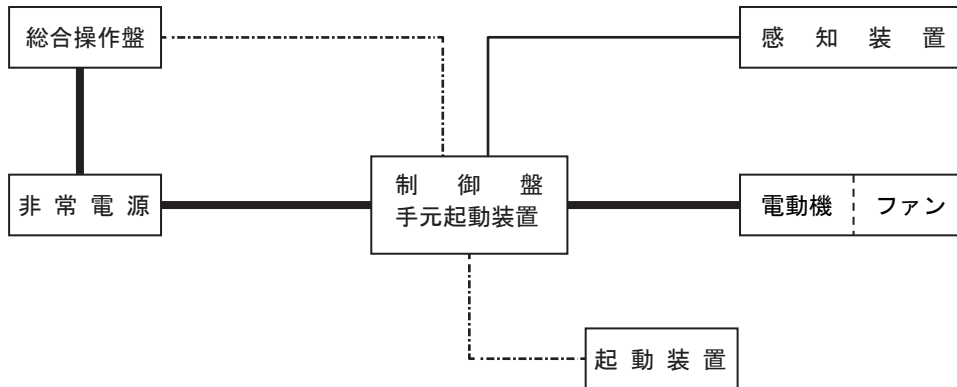 総合操作盤
感知装置
制御盤
手元起動装置
非常電源
電動機
ファン
起動装置